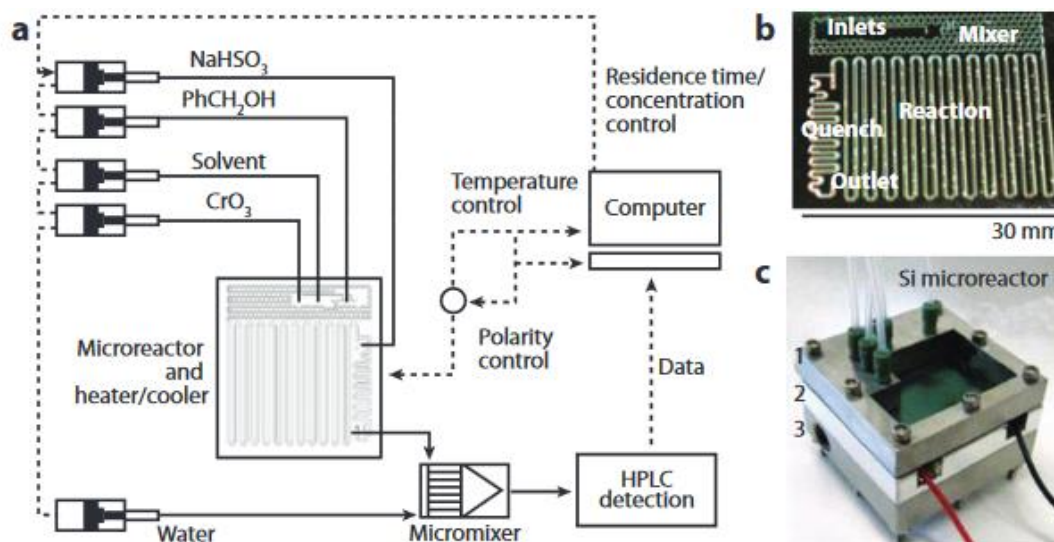 a
NaHSO₃
PhCH₂OH
Solvent
CrO₃
Residence time/
concentration
control
Temperature
control
Computer
Polarity
control
Microreactor
and
heater/cooler
Data
HPLC
detection
Micromixer
Water
b
Inlets
Mixer
Reaction
Quench
Outlet
30 mm
c
Si microreactor
1
2
3